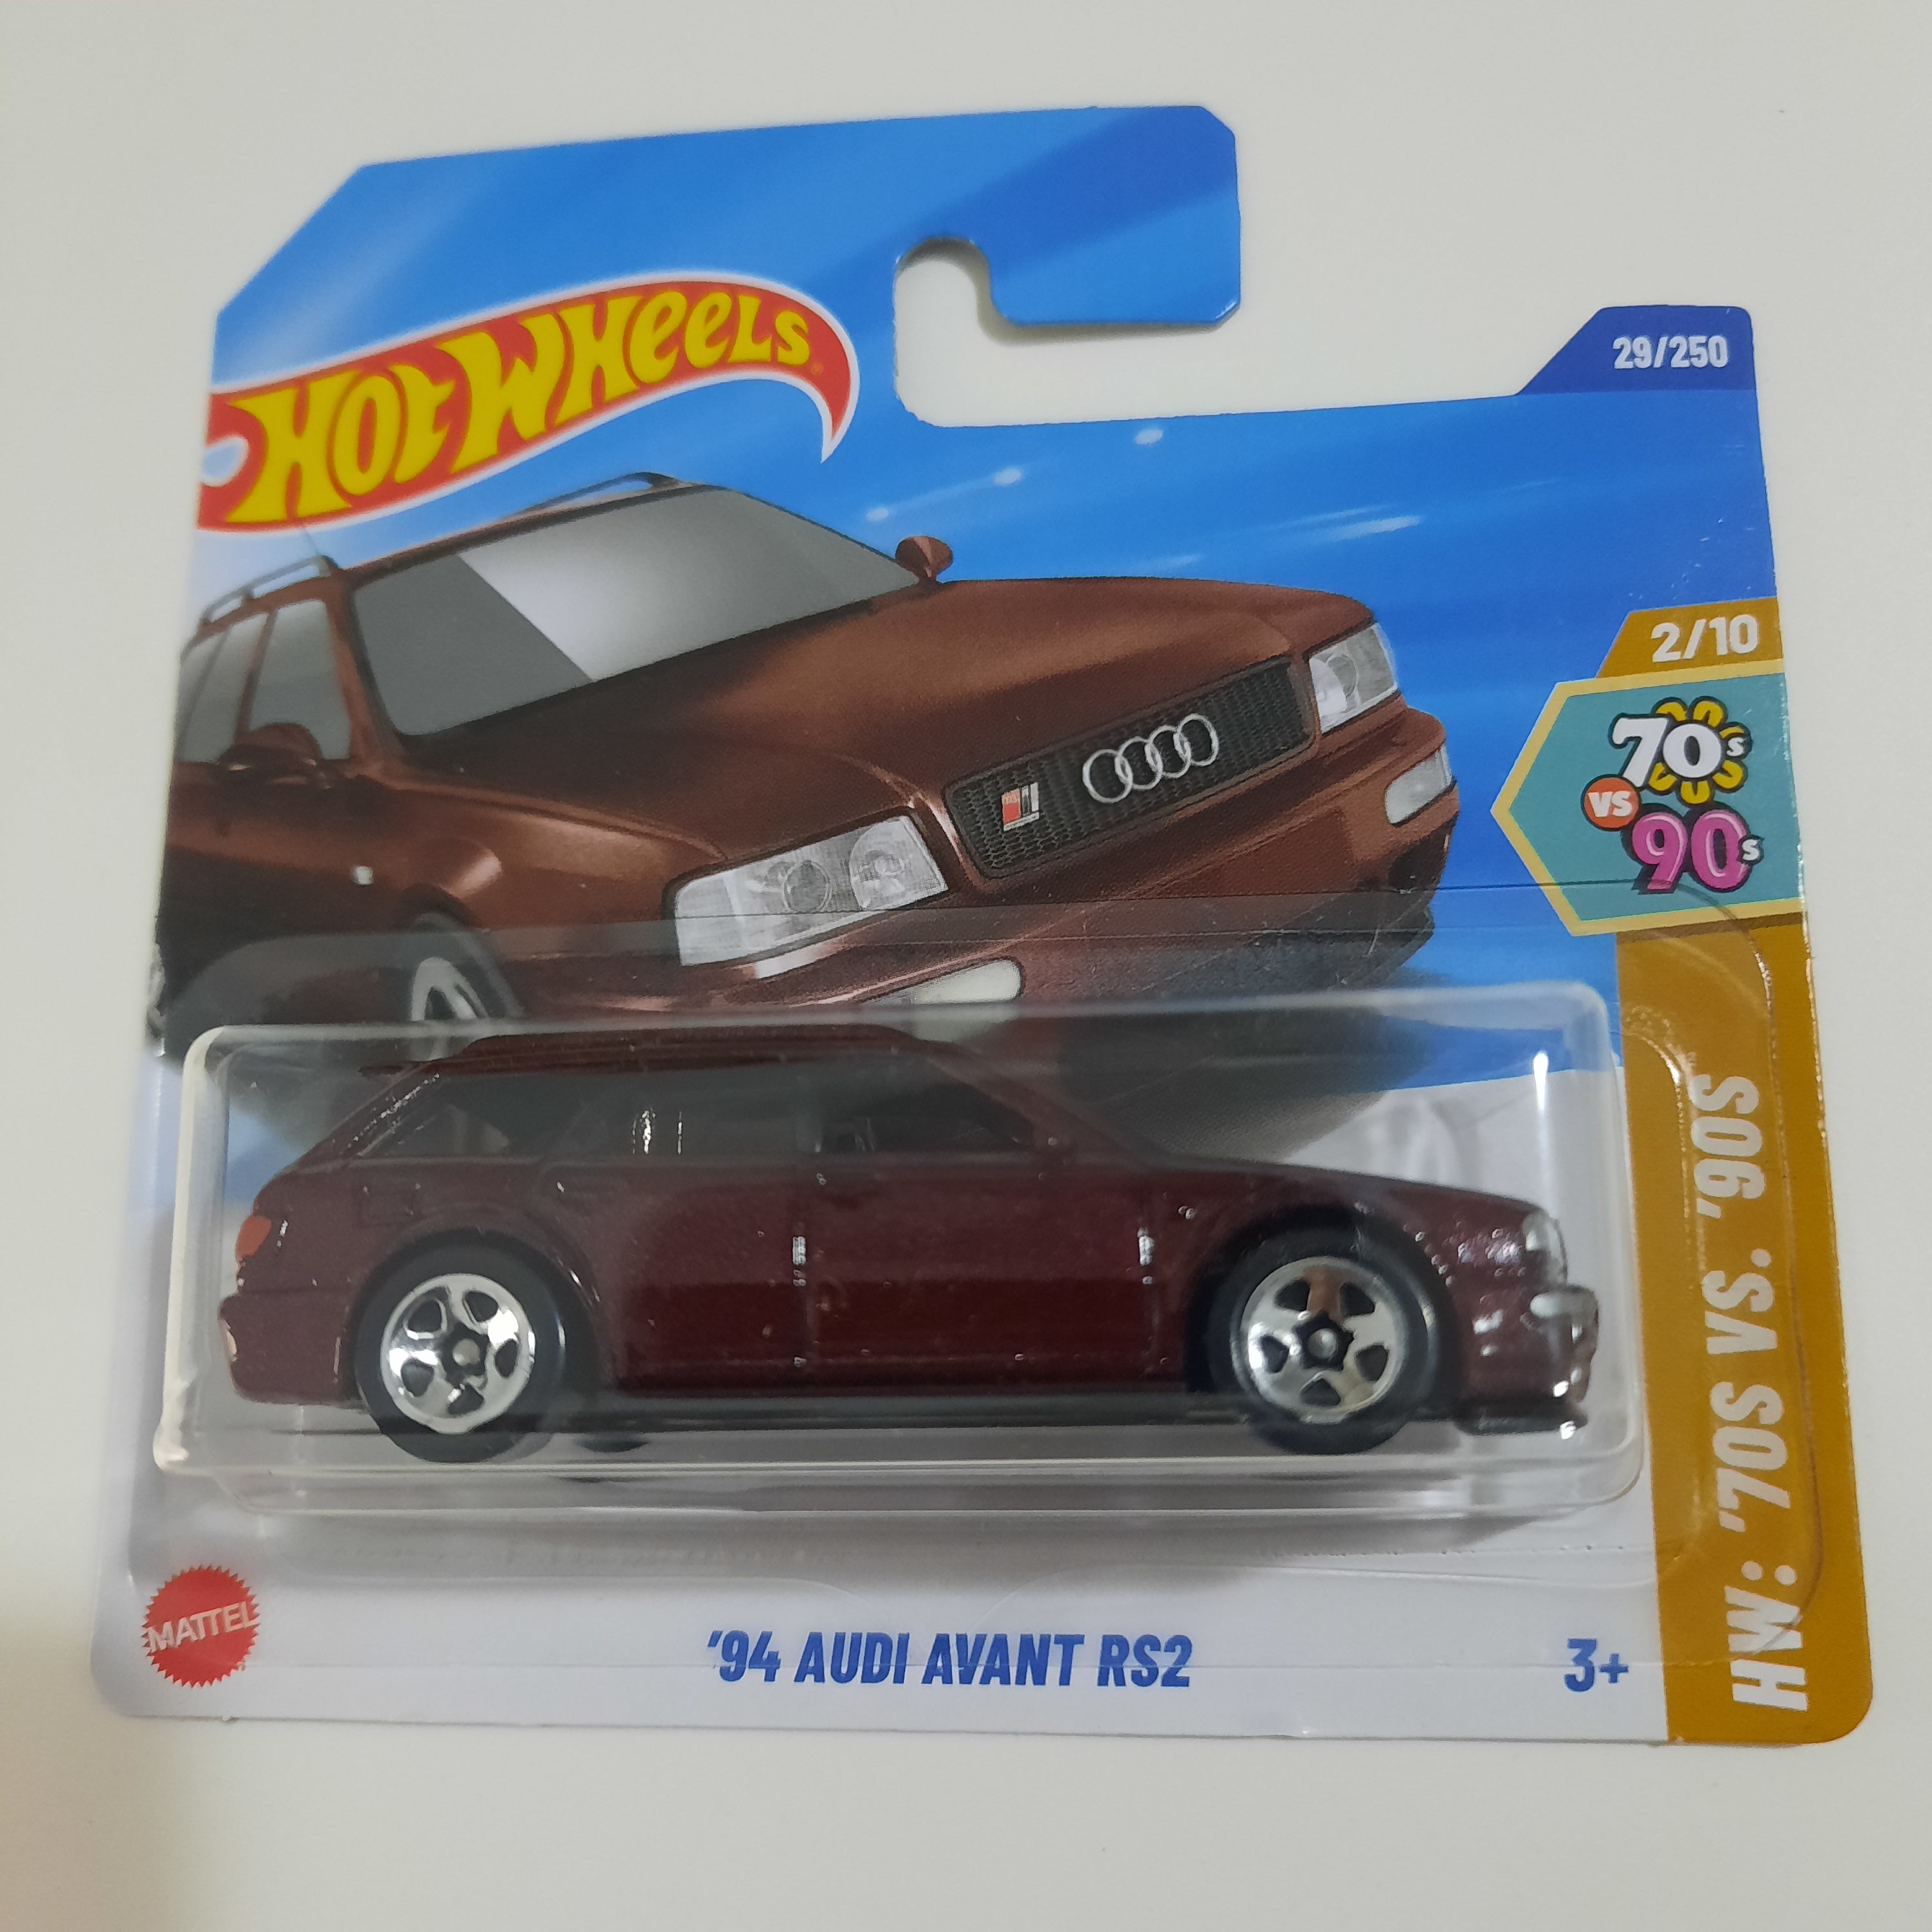 HOT WHEELS
29/250
2/10
70s
VS
90s
HW: '70S VS. '90S
MATTEL
'94 AUDI AVANT RS2
3+